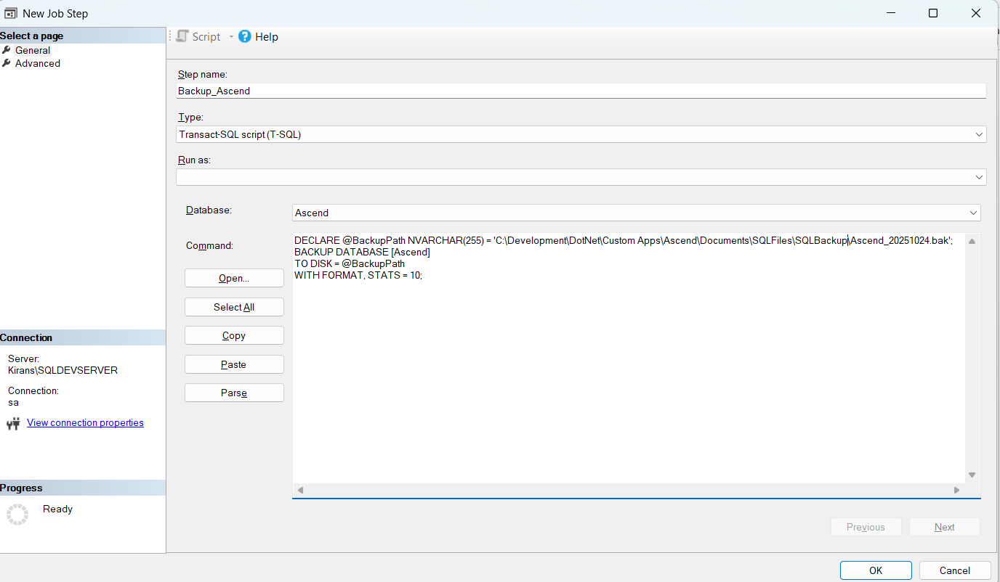 New Job Step
Select a page
General
Advanced
Script
Help
Step name:
Backup_Ascend
Type:
Transact-SQL script (T-SQL)
Run as:
Database:
Ascend
Command:
DECLARE @BackupPath NVARCHAR(255) = 'C:\Development\DotNet\Custom Apps\Ascend\Documents\SQLFiles\SQLBackup\Ascend_20251024.bak';
BACKUP DATABASE [Ascend]
TO DISK = @BackupPath
WITH FORMAT, STATS = 10;
Open...
Select All
Copy
Paste
Parse
Connection
Server:
Kirans\SQLDEVSERVER
Connection:
sa
View connection properties
Progress
Ready
Previous
Next
OK
Cancel